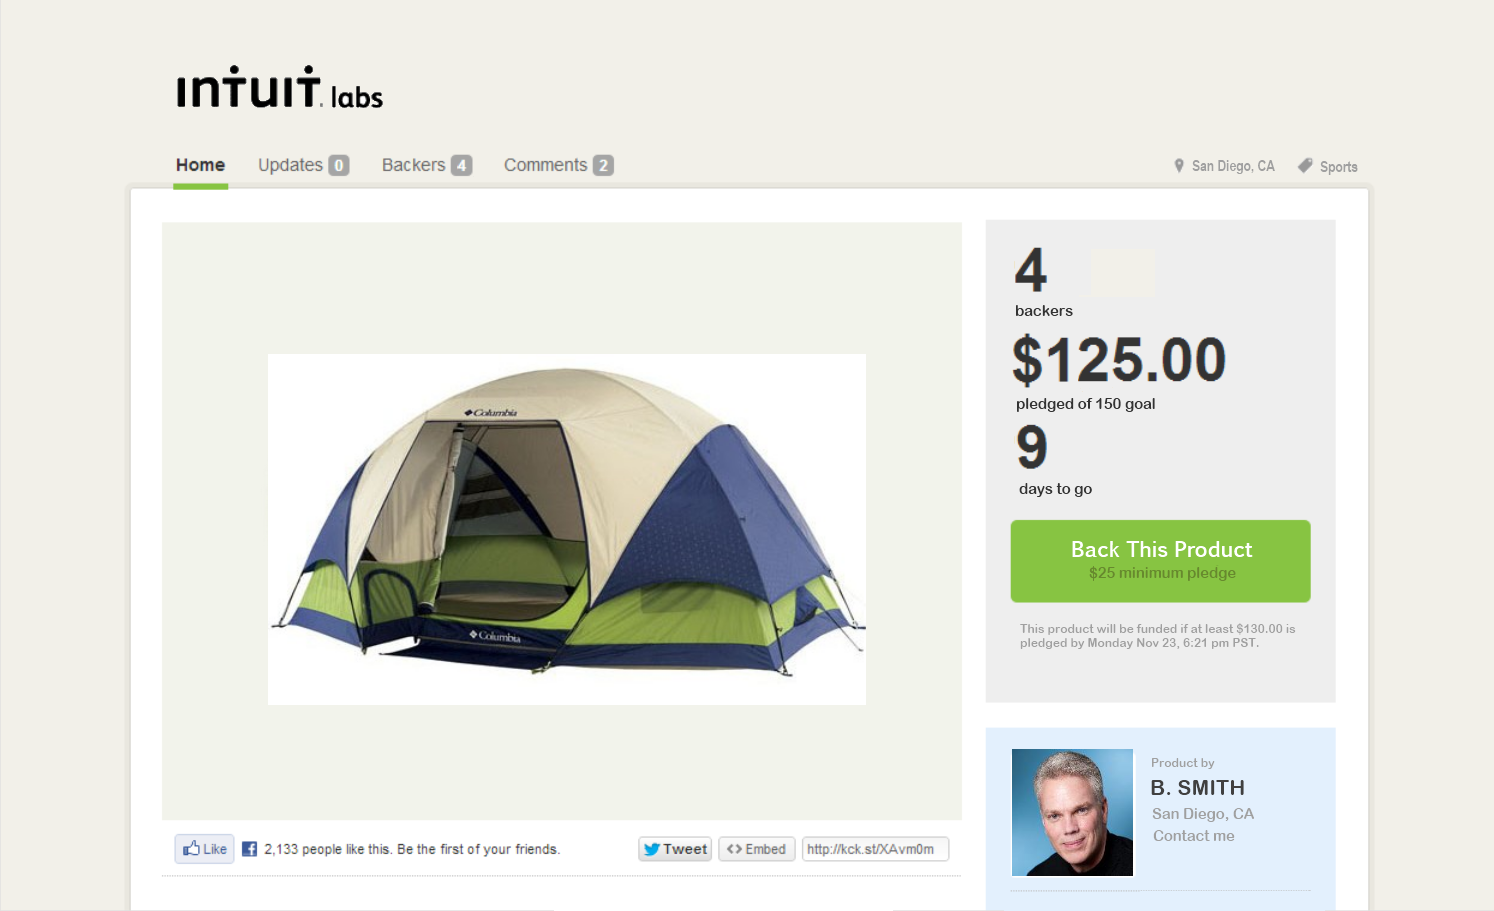 intuit. labs
Home Updates 0 Backers 4 Comments 2
San Diego, CA Sports
4
backers
$125.00
pledged of 150 goal
9
days to go
Back This Product
$25 minimum pledge
This product will be funded if at least $130.00 is
pledged by Monday Nov 23, 6:21 pm PST.
Columbia
Columbia
Product by
B. SMITH
San Diego, CA
Contact me
Like 2,133 people like this. Be the first of your friends. Tweet Embed http://kck.st/XAvm0m